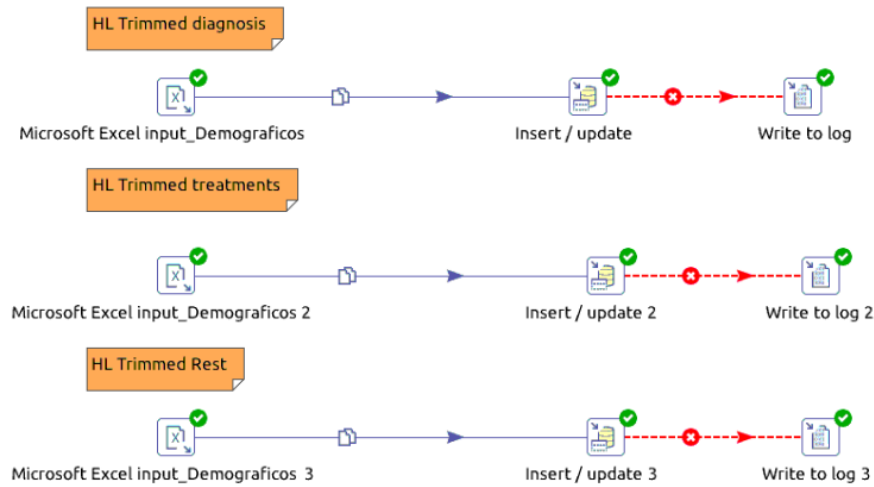 HL Trimmed diagnosis
Microsoft Excel input_Demograficos
Insert / update
Write to log
HL Trimmed treatments
Microsoft Excel input_Demograficos 2
Insert / update 2
Write to log 2
HL Trimmed Rest
Microsoft Excel input_Demograficos 3
Insert / update 3
Write to log 3